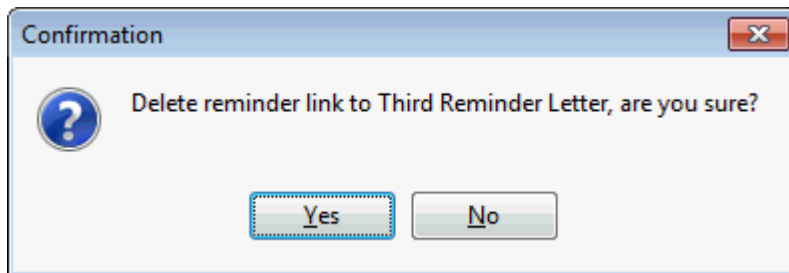 Confirmation
Delete reminder link to Third Reminder Letter, are you sure?
Yes
No